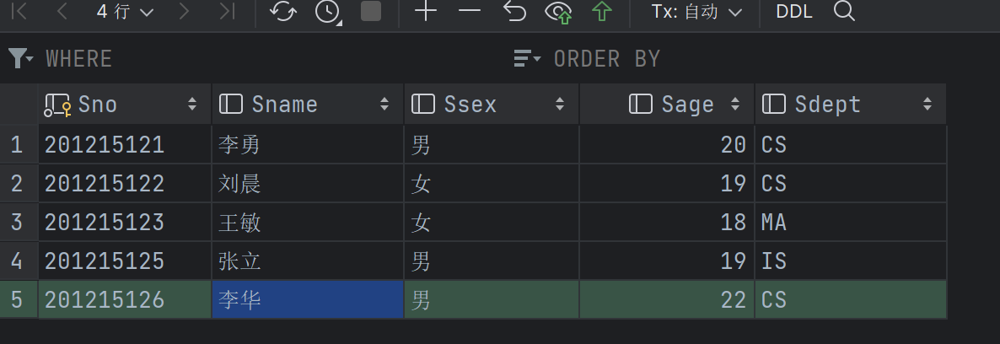 4 行 Tx: 自动 DDL
WHERE ORDER BY
Sno Sname Ssex Sage Sdept
1 201215121 李勇 男 20 CS
2 201215122 刘晨 女 19 CS
3 201215123 王敏 女 18 MA
4 201215125 张立 男 19 IS
5 201215126 李华 男 22 CS